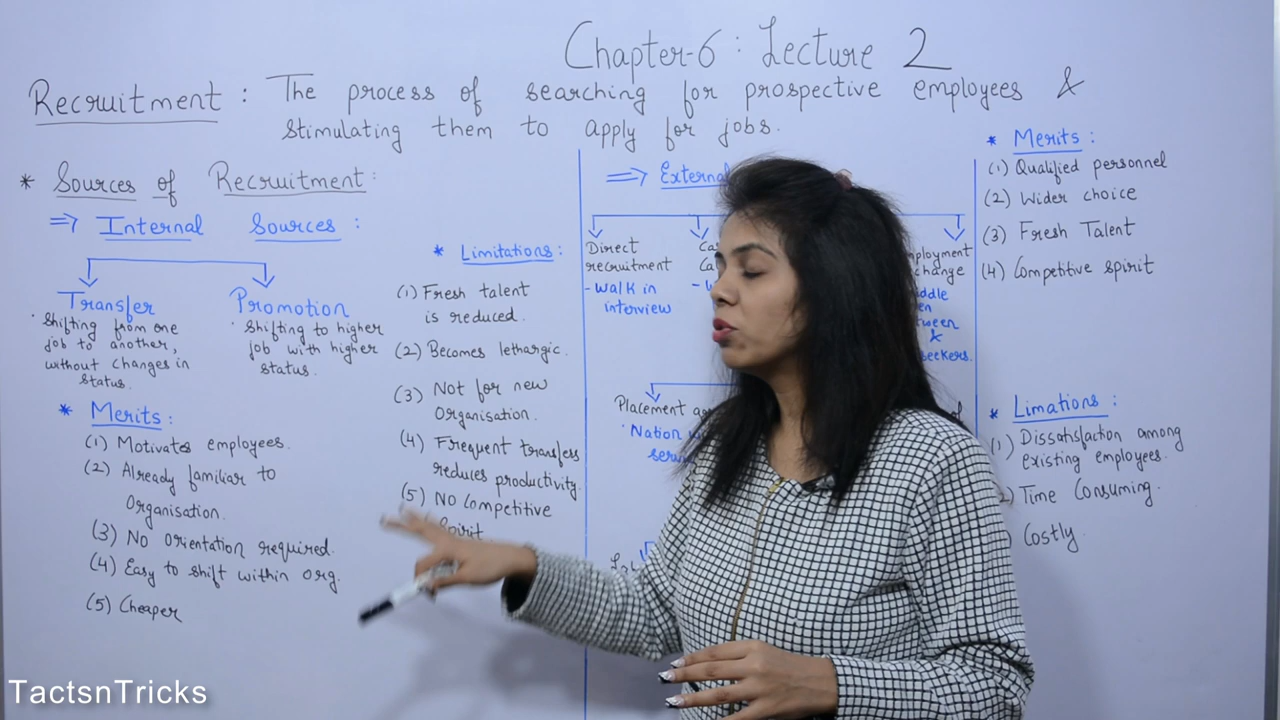 Chapter-6 : Lecture 2
Recruitment : The process of searching for prospective employees &
stimulating them to apply for jobs.
* Sources of Recruitment :
⇒ Internal Sources :
Transfer
· Shifting from one
job to another,
without changes in
status.
Promotion
· Shifting to higher
job with higher
status.
* Merits :
(1) Motivates employees.
(2) Already familiar to
Organisation.
(3) No orientation required.
(4) Easy to shift within org.
(5) Cheaper
* Limitations :
(1) Fresh talent
is reduced.
(2) Becomes lethargic.
(3) Not for new
Organisation.
(4) Frequent transfess
reduces productivity.
(5) No competitive
Spirit
⇒ External
Direct
recruitment
- Walk in
interview
Placement
· Nation
* Merits :
(1) Qualified personnel
(2) Wider choice
(3) Fresh Talent
(4) Competitive spirit
* Limations :
(1) Dissatisfaction among
existing employees.
Time Consuming.
Costly
TactsnTricks